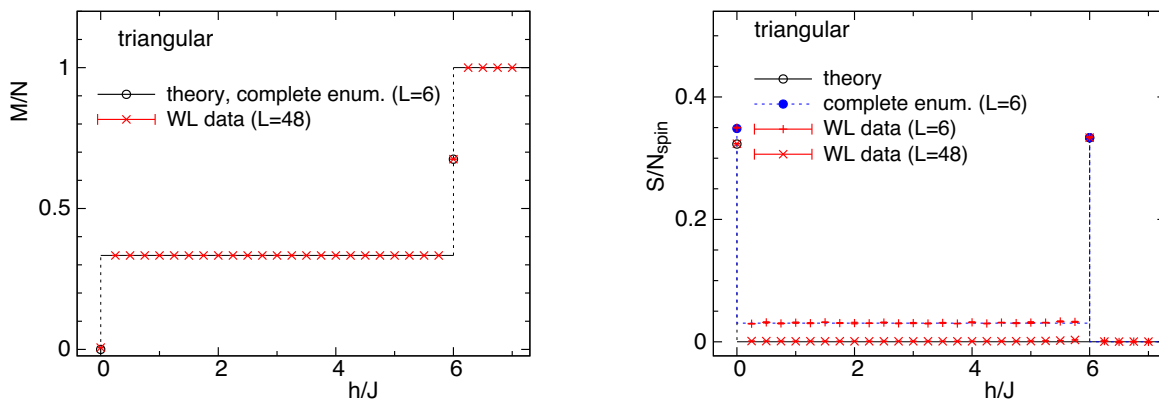 triangular
M/N
1
0.5
0
theory, complete enum. (L=6)
WL data (L=48)
0
2
4
6
h/J
triangular
S/Nspin
0.4
0.2
0
theory
complete enum. (L=6)
WL data (L=6)
WL data (L=48)
0
2
4
6
h/J